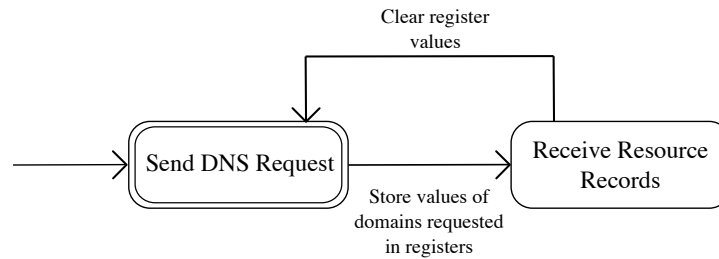 Clear register
values
Send DNS Request
Receive Resource
Records
Store values of
domains requested
in registers